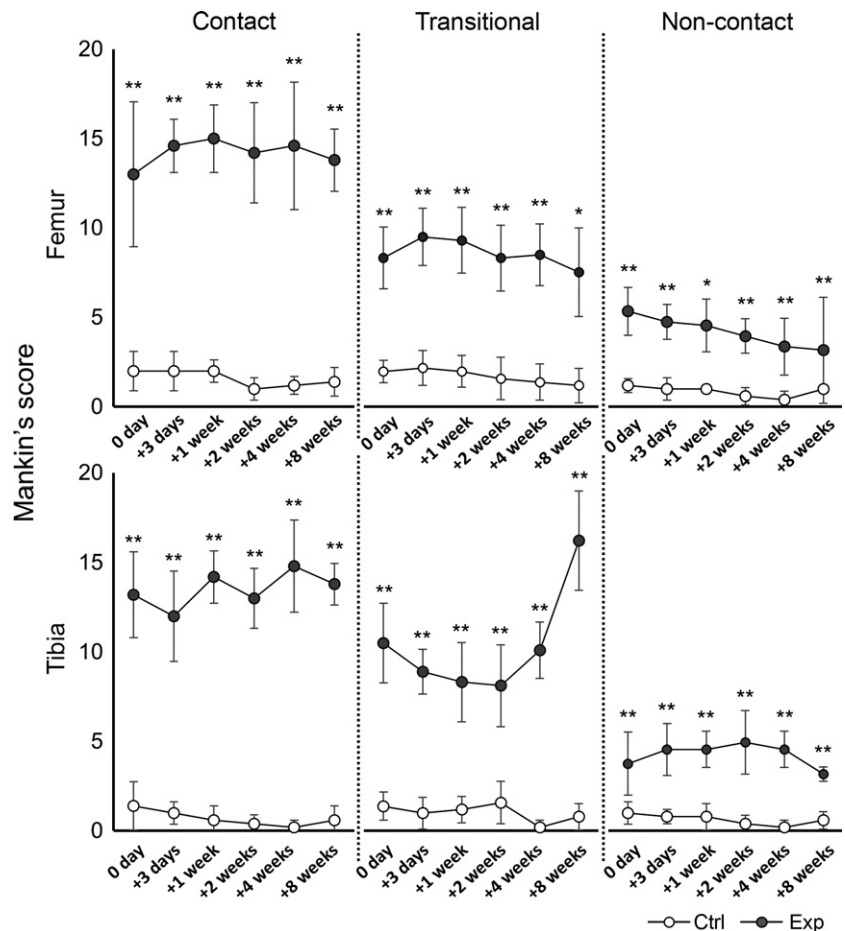 Contact Transitional Non-contact
Mankin's score
Femur
20
15
10
5
0
** ** ** ** ** **
** ** ** ** ** *
** ** * ** ** **
0 day +3 days +1 week +2 weeks +4 weeks +8 weeks
0 day +3 days +1 week +2 weeks +4 weeks +8 weeks
0 day +3 days +1 week +2 weeks +4 weeks +8 weeks
Tibia
20
15
10
5
0
** ** ** ** ** **
** ** ** ** ** **
** ** ** ** ** **
0 day +3 days +1 week +2 weeks +4 weeks +8 weeks
0 day +3 days +1 week +2 weeks +4 weeks +8 weeks
0 day +3 days +1 week +2 weeks +4 weeks +8 weeks
Ctrl Exp